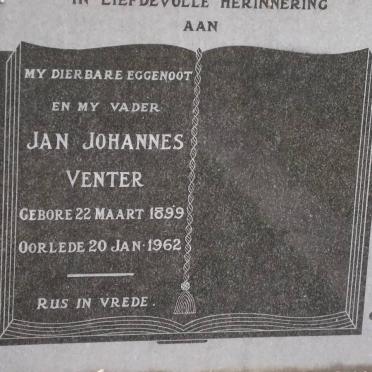 IN LIEFDEVOLLE HERINNERING
AAN
MY DIERBARE EGGENOOT
EN MY VADER
JAN JOHANNES
VENTER
GEBORE 22 MAART 1899
OORLEDE 20 JAN. 1962
RUS IN VREDE.